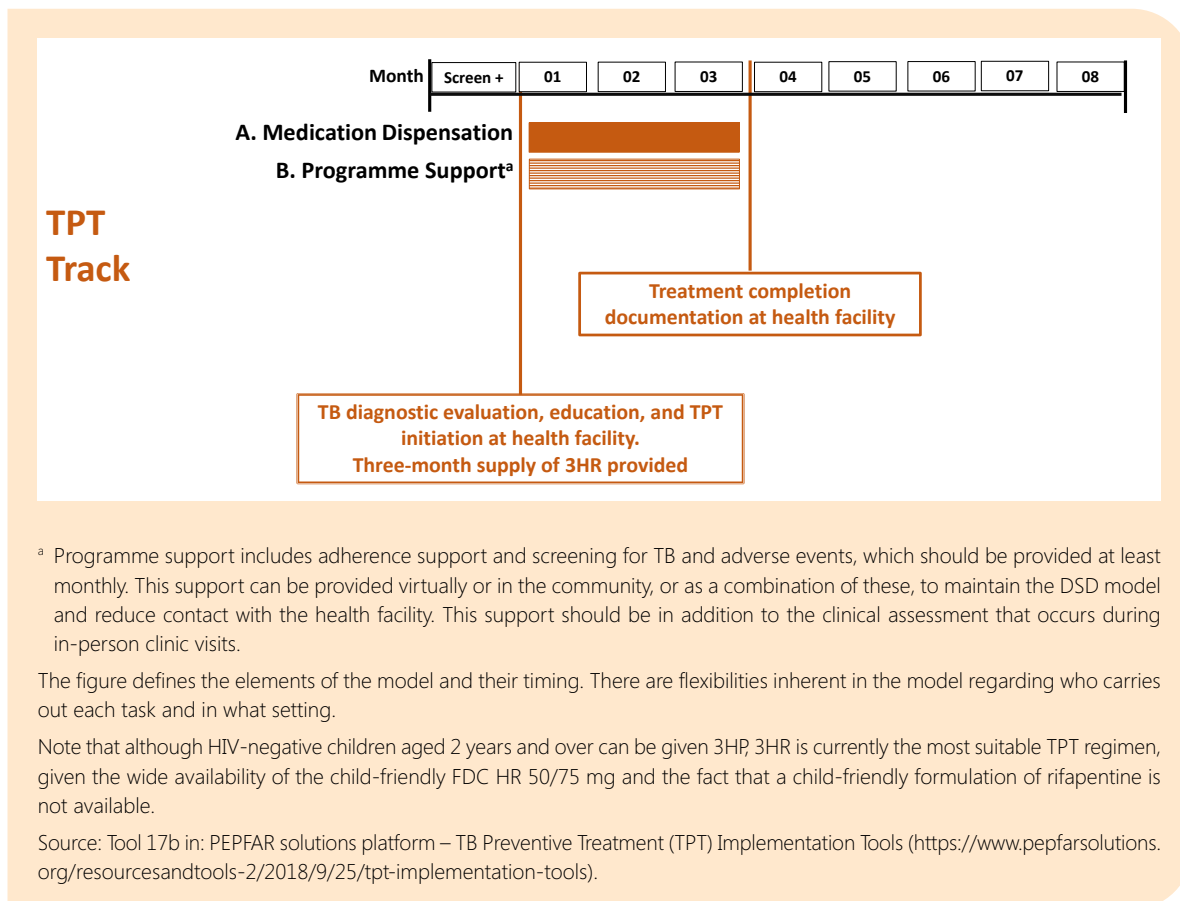 Month Screen + 01 02 03 04 05 06 07 08
A. Medication Dispensation
B. Programme Supportᵃ
TPT
Track
Treatment completion
documentation at health facility
TB diagnostic evaluation, education, and TPT
initiation at health facility.
Three-month supply of 3HR provided
ᵃ Programme support includes adherence support and screening for TB and adverse events, which should be provided at least
monthly. This support can be provided virtually or in the community, or as a combination of these, to maintain the DSD model
and reduce contact with the health facility. This support should be in addition to the clinical assessment that occurs during
in-person clinic visits.
The figure defines the elements of the model and their timing. There are flexibilities inherent in the model regarding who carries
out each task and in what setting.
Note that although HIV-negative children aged 2 years and over can be given 3HP, 3HR is currently the most suitable TPT regimen,
given the wide availability of the child-friendly FDC HR 50/75 mg and the fact that a child-friendly formulation of rifapentine is
not available.
Source: Tool 17b in: PEPFAR solutions platform – TB Preventive Treatment (TPT) Implementation Tools (https://www.pepfarsolutions.
org/resourcesandtools-2/2018/9/25/tpt-implementation-tools).